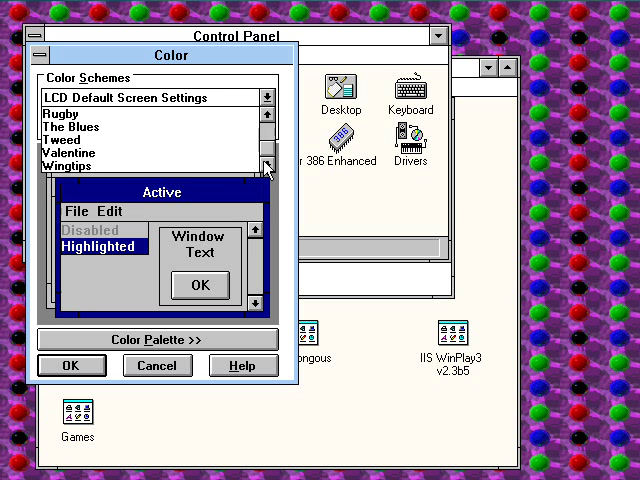 Control Panel
Color
Color Schemes
LCD Default Screen Settings
Rugby
The Blues
Tweed
Valentine
Wingtips
Active
File Edit
Disabled
Highlighted
Window
Text
OK
Color Palette >>
OK
Cancel
Help
Desktop
Keyboard
r 386 Enhanced
386
Drivers
ongous
IIS WinPlay3
v2.3b5
Games